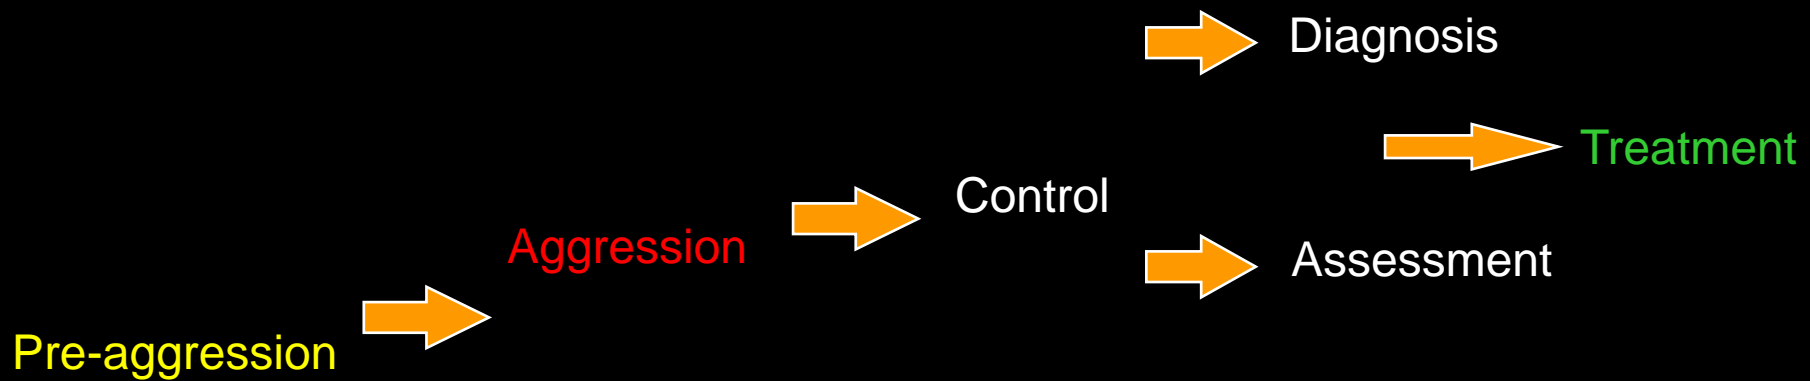 Pre-aggression
Aggression
Control
Diagnosis
Assessment
Treatment